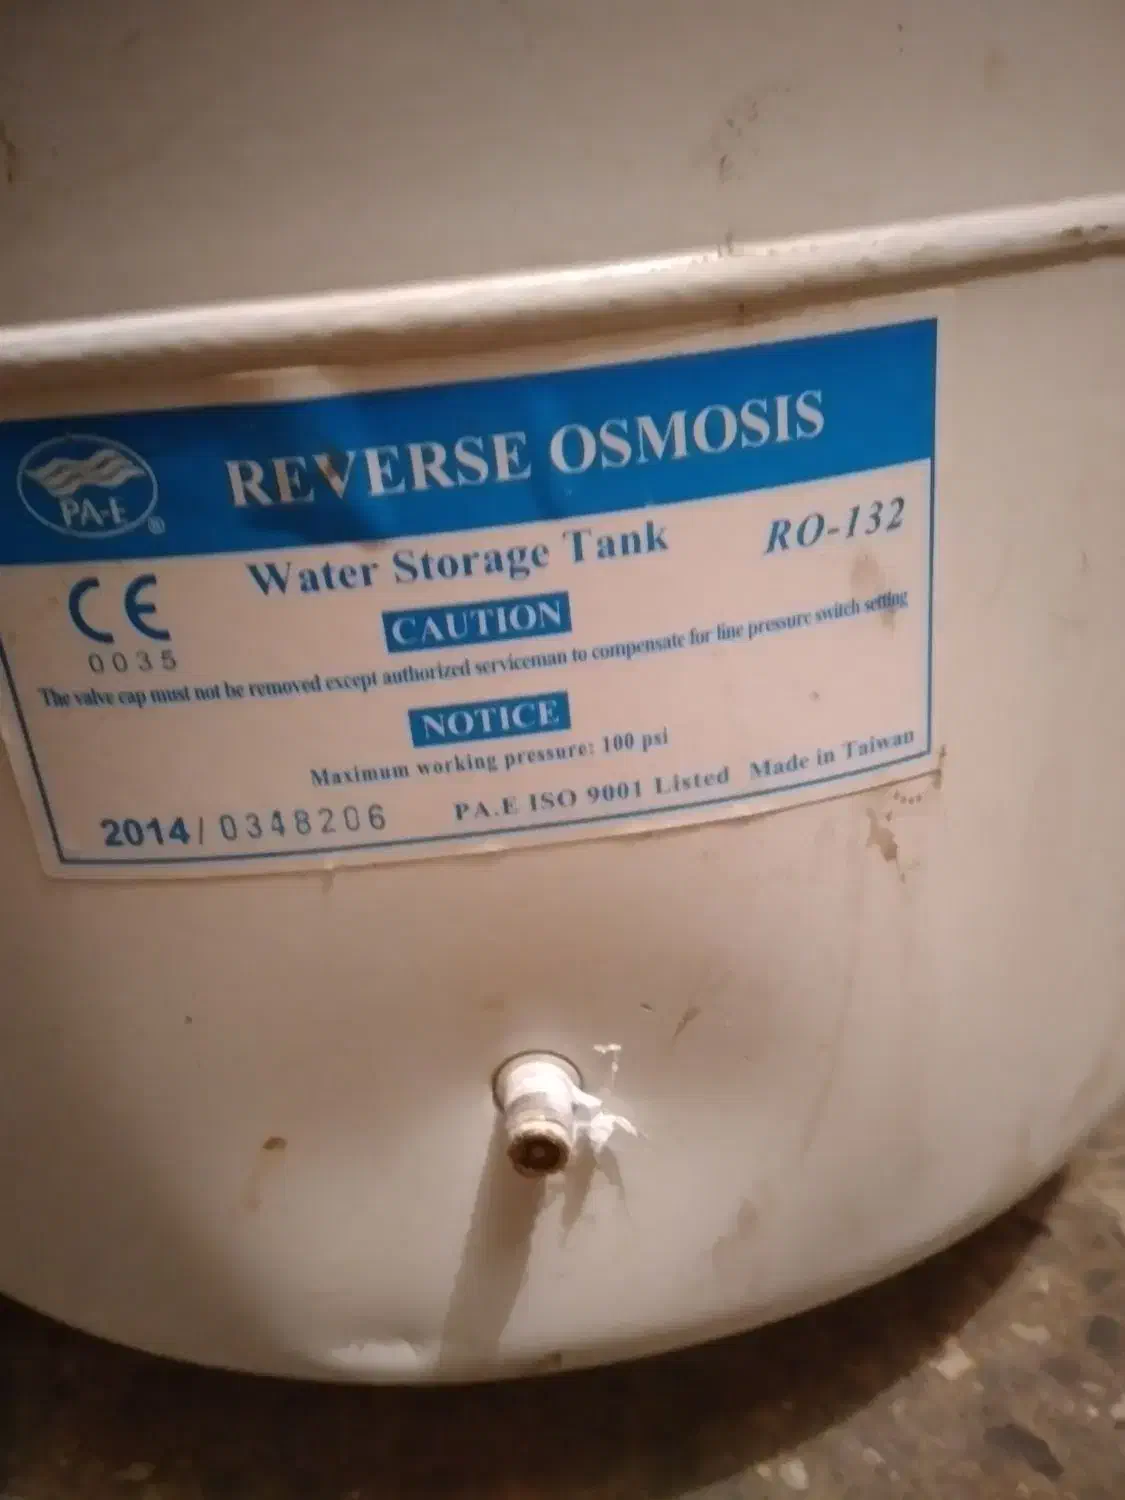 PA-E ®
REVERSE OSMOSIS
Water Storage Tank
RO-132
CE
0035
CAUTION
The valve cap must not be removed except authorized serviceman to compensate for line pressure switch setting
NOTICE
Maximum working pressure: 100 psi
2014/0348206
PA.E ISO 9001 Listed Made in Taiwan